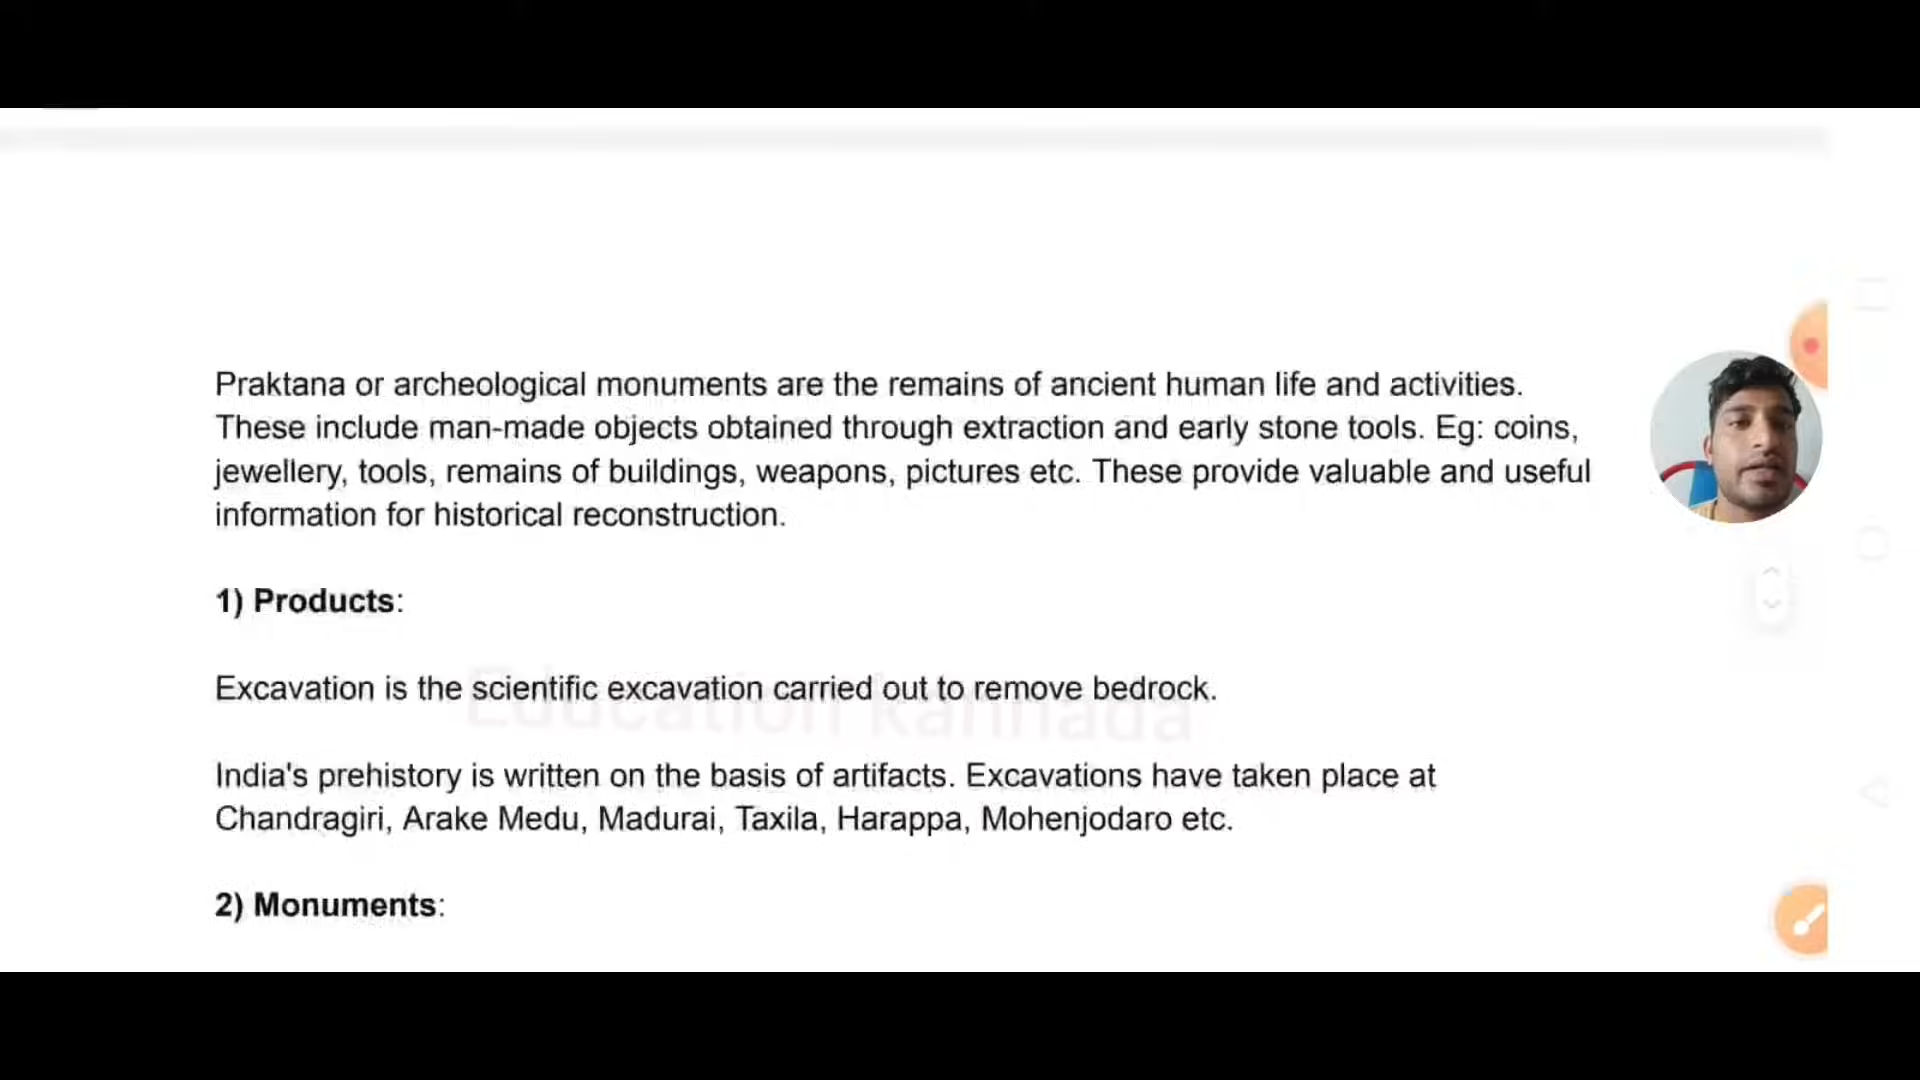 Praktana or archeological monuments are the remains of ancient human life and activities.
These include man-made objects obtained through extraction and early stone tools. Eg: coins,
jewellery, tools, remains of buildings, weapons, pictures etc. These provide valuable and useful
information for historical reconstruction.
1) Products:
Education kannada
Excavation is the scientific excavation carried out to remove bedrock.
India's prehistory is written on the basis of artifacts. Excavations have taken place at
Chandragiri, Arake Medu, Madurai, Taxila, Harappa, Mohenjodaro etc.
2) Monuments: